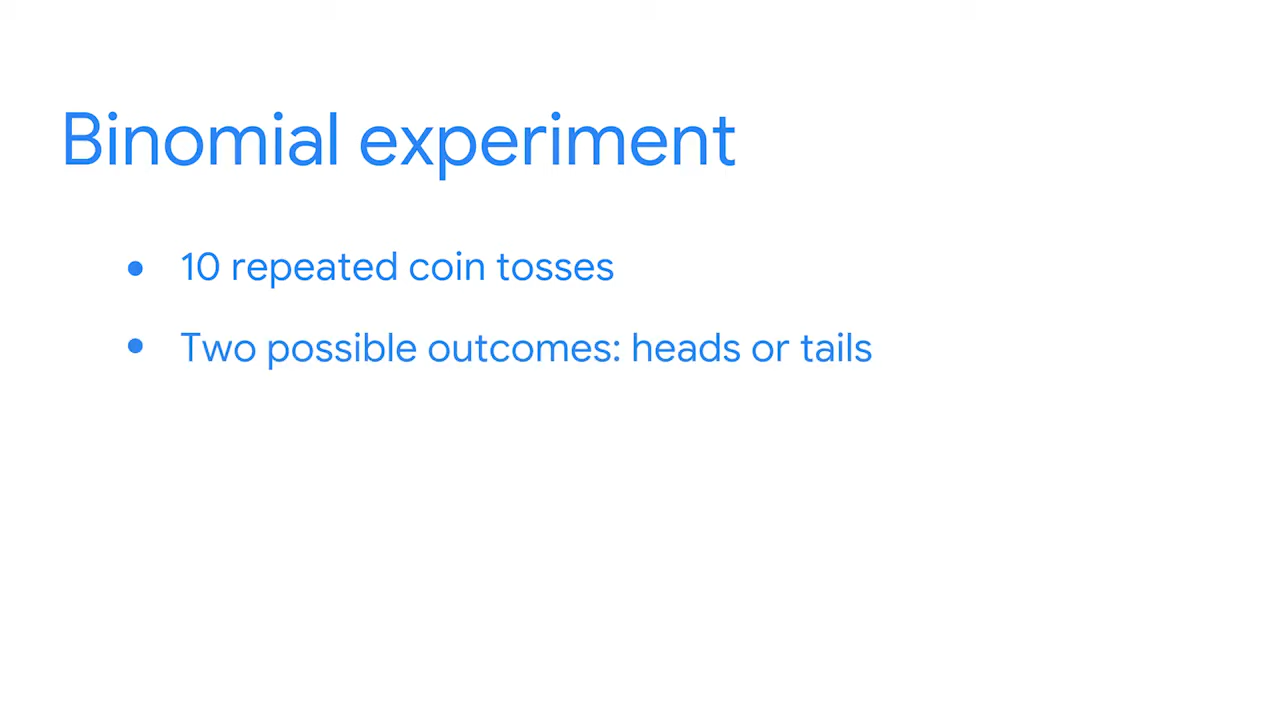 Binomial experiment
• 10 repeated coin tosses
• Two possible outcomes: heads or tails